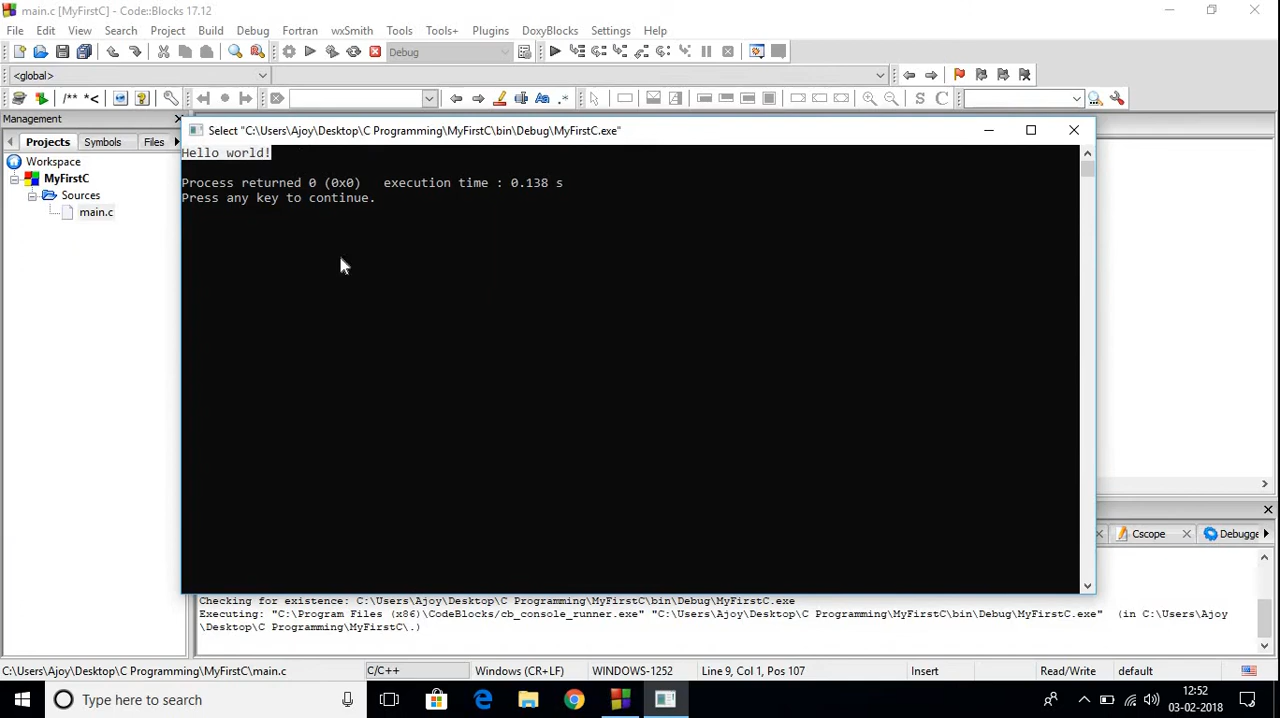 main.c [MyFirstC] - Code::Blocks 17.12
File Edit View Search Project Build Debug Fortran wxSmith Tools Tools+ Plugins DoxyBlocks Settings Help
Debug
<global>
/** *<
Aa .*
S C
Management
Projects Symbols Files
Workspace
MyFirstC
Sources
main.c
Select "C:\Users\Ajoy\Desktop\C Programming\MyFirstC\bin\Debug\MyFirstC.exe"
Hello world!
Process returned 0 (0x0) execution time : 0.138 s
Press any key to continue.
Cscope Debugge
Checking for existence: C:\Users\Ajoy\Desktop\C Programming\MyFirstC\bin\Debug\MyFirstC.exe
Executing: "C:\Program Files (x86)\CodeBlocks/cb_console_runner.exe" "C:\Users\Ajoy\Desktop\C Programming\MyFirstC\bin\Debug\MyFirstC.exe" (in C:\Users\Ajoy
\Desktop\C Programming\MyFirstC\.)
C:\Users\Ajoy\Desktop\C Programming\MyFirstC\main.c C/C++ Windows (CR+LF) WINDOWS-1252 Line 9, Col 1, Pos 107 Insert Read/Write default
Type here to search
12:52
03-02-2018